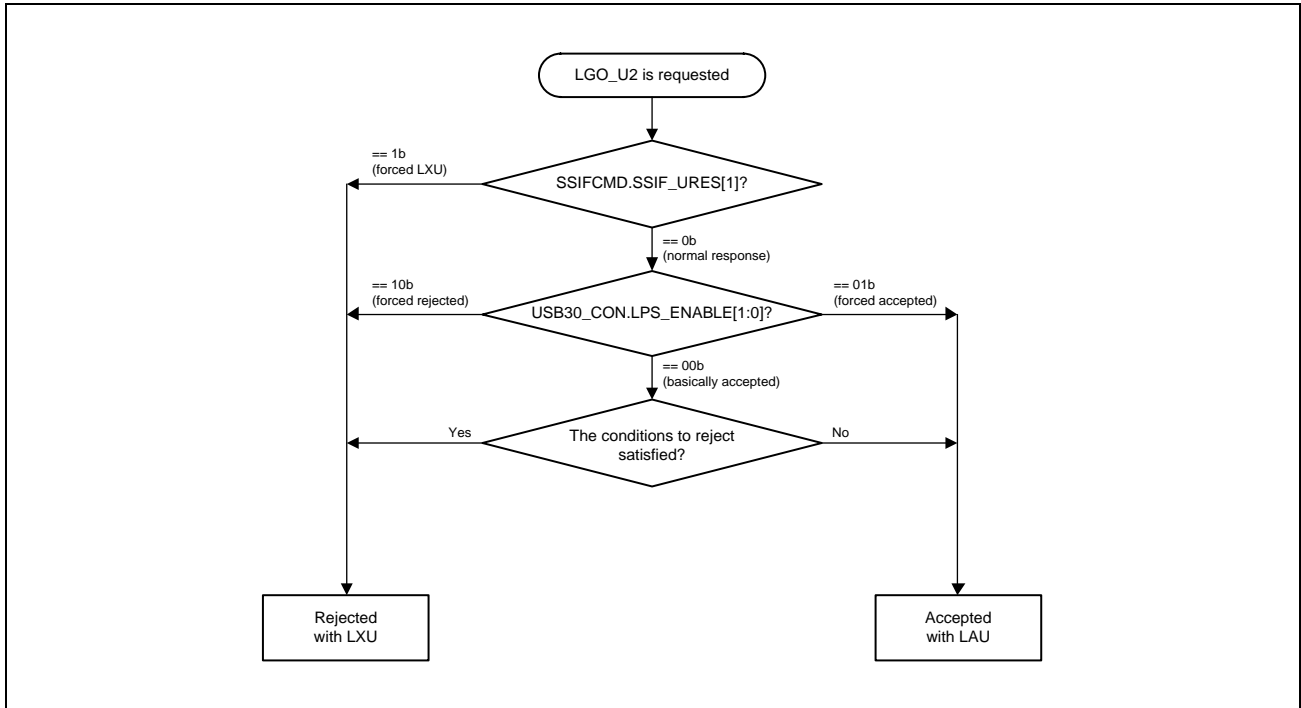 LGO_U2 is requested
== 1b
(forced LXU)
SSIFCMD.SSIF_URES[1]?
== 0b
(normal response)
== 10b
(forced rejected)
USB30_CON.LPS_ENABLE[1:0]?
== 01b
(forced accepted)
== 00b
(basically accepted)
Yes
The conditions to reject
satisfied?
No
Rejected
with LXU
Accepted
with LAU